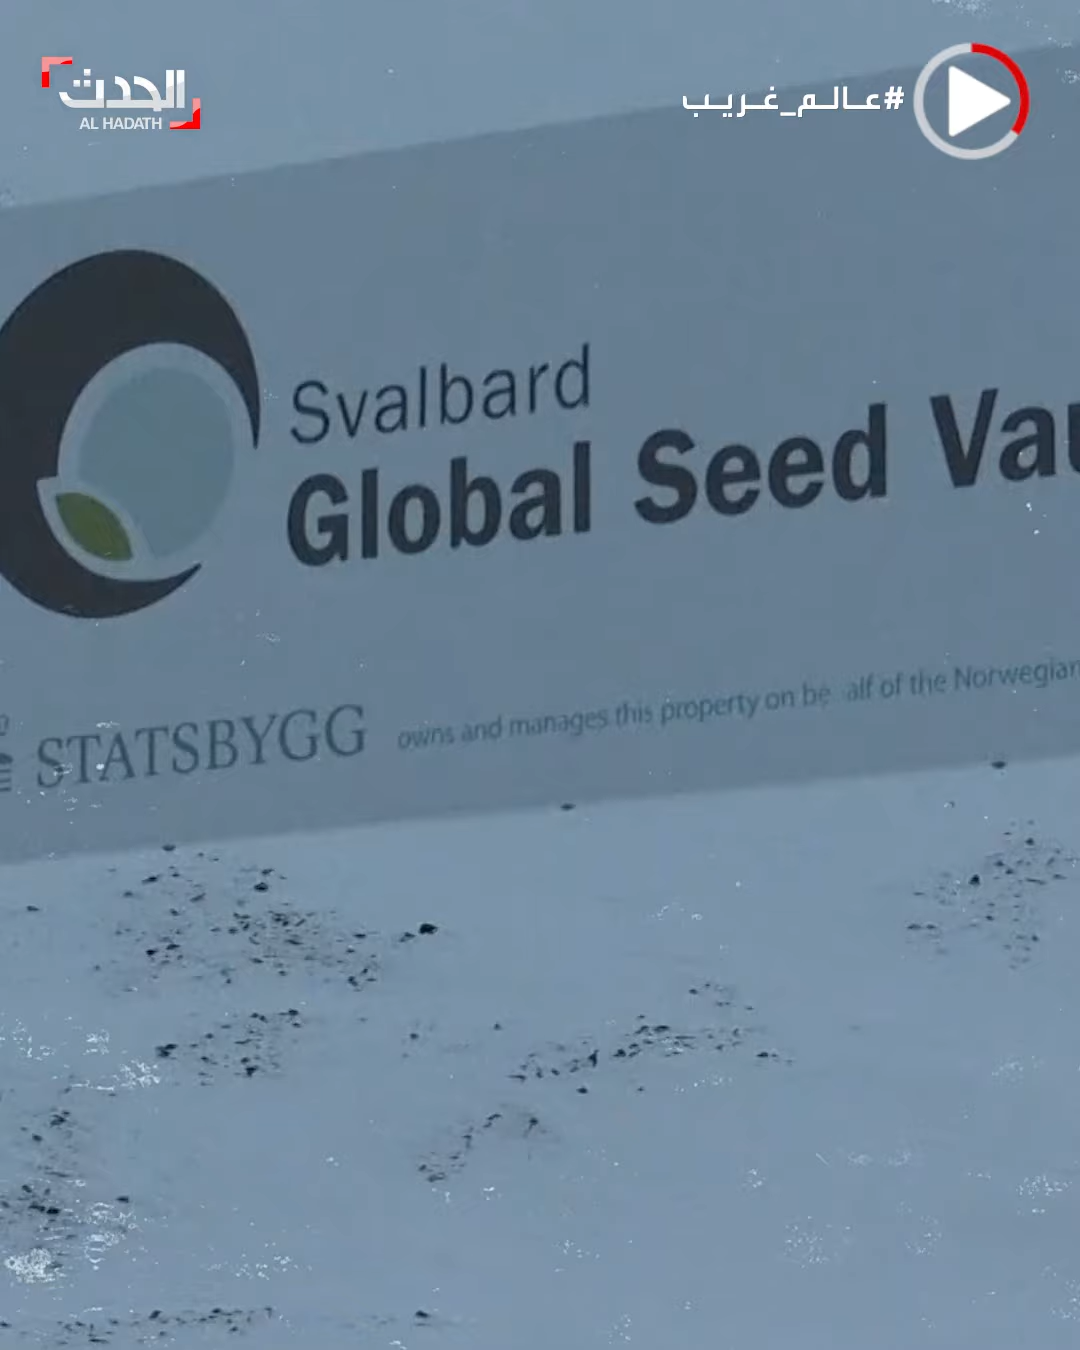 الحدث
AL HADATH
#عالم_غريب
Svalbard
Global Seed Vau
STATSBYGG owns and manages this property on be alf of the Norwegian